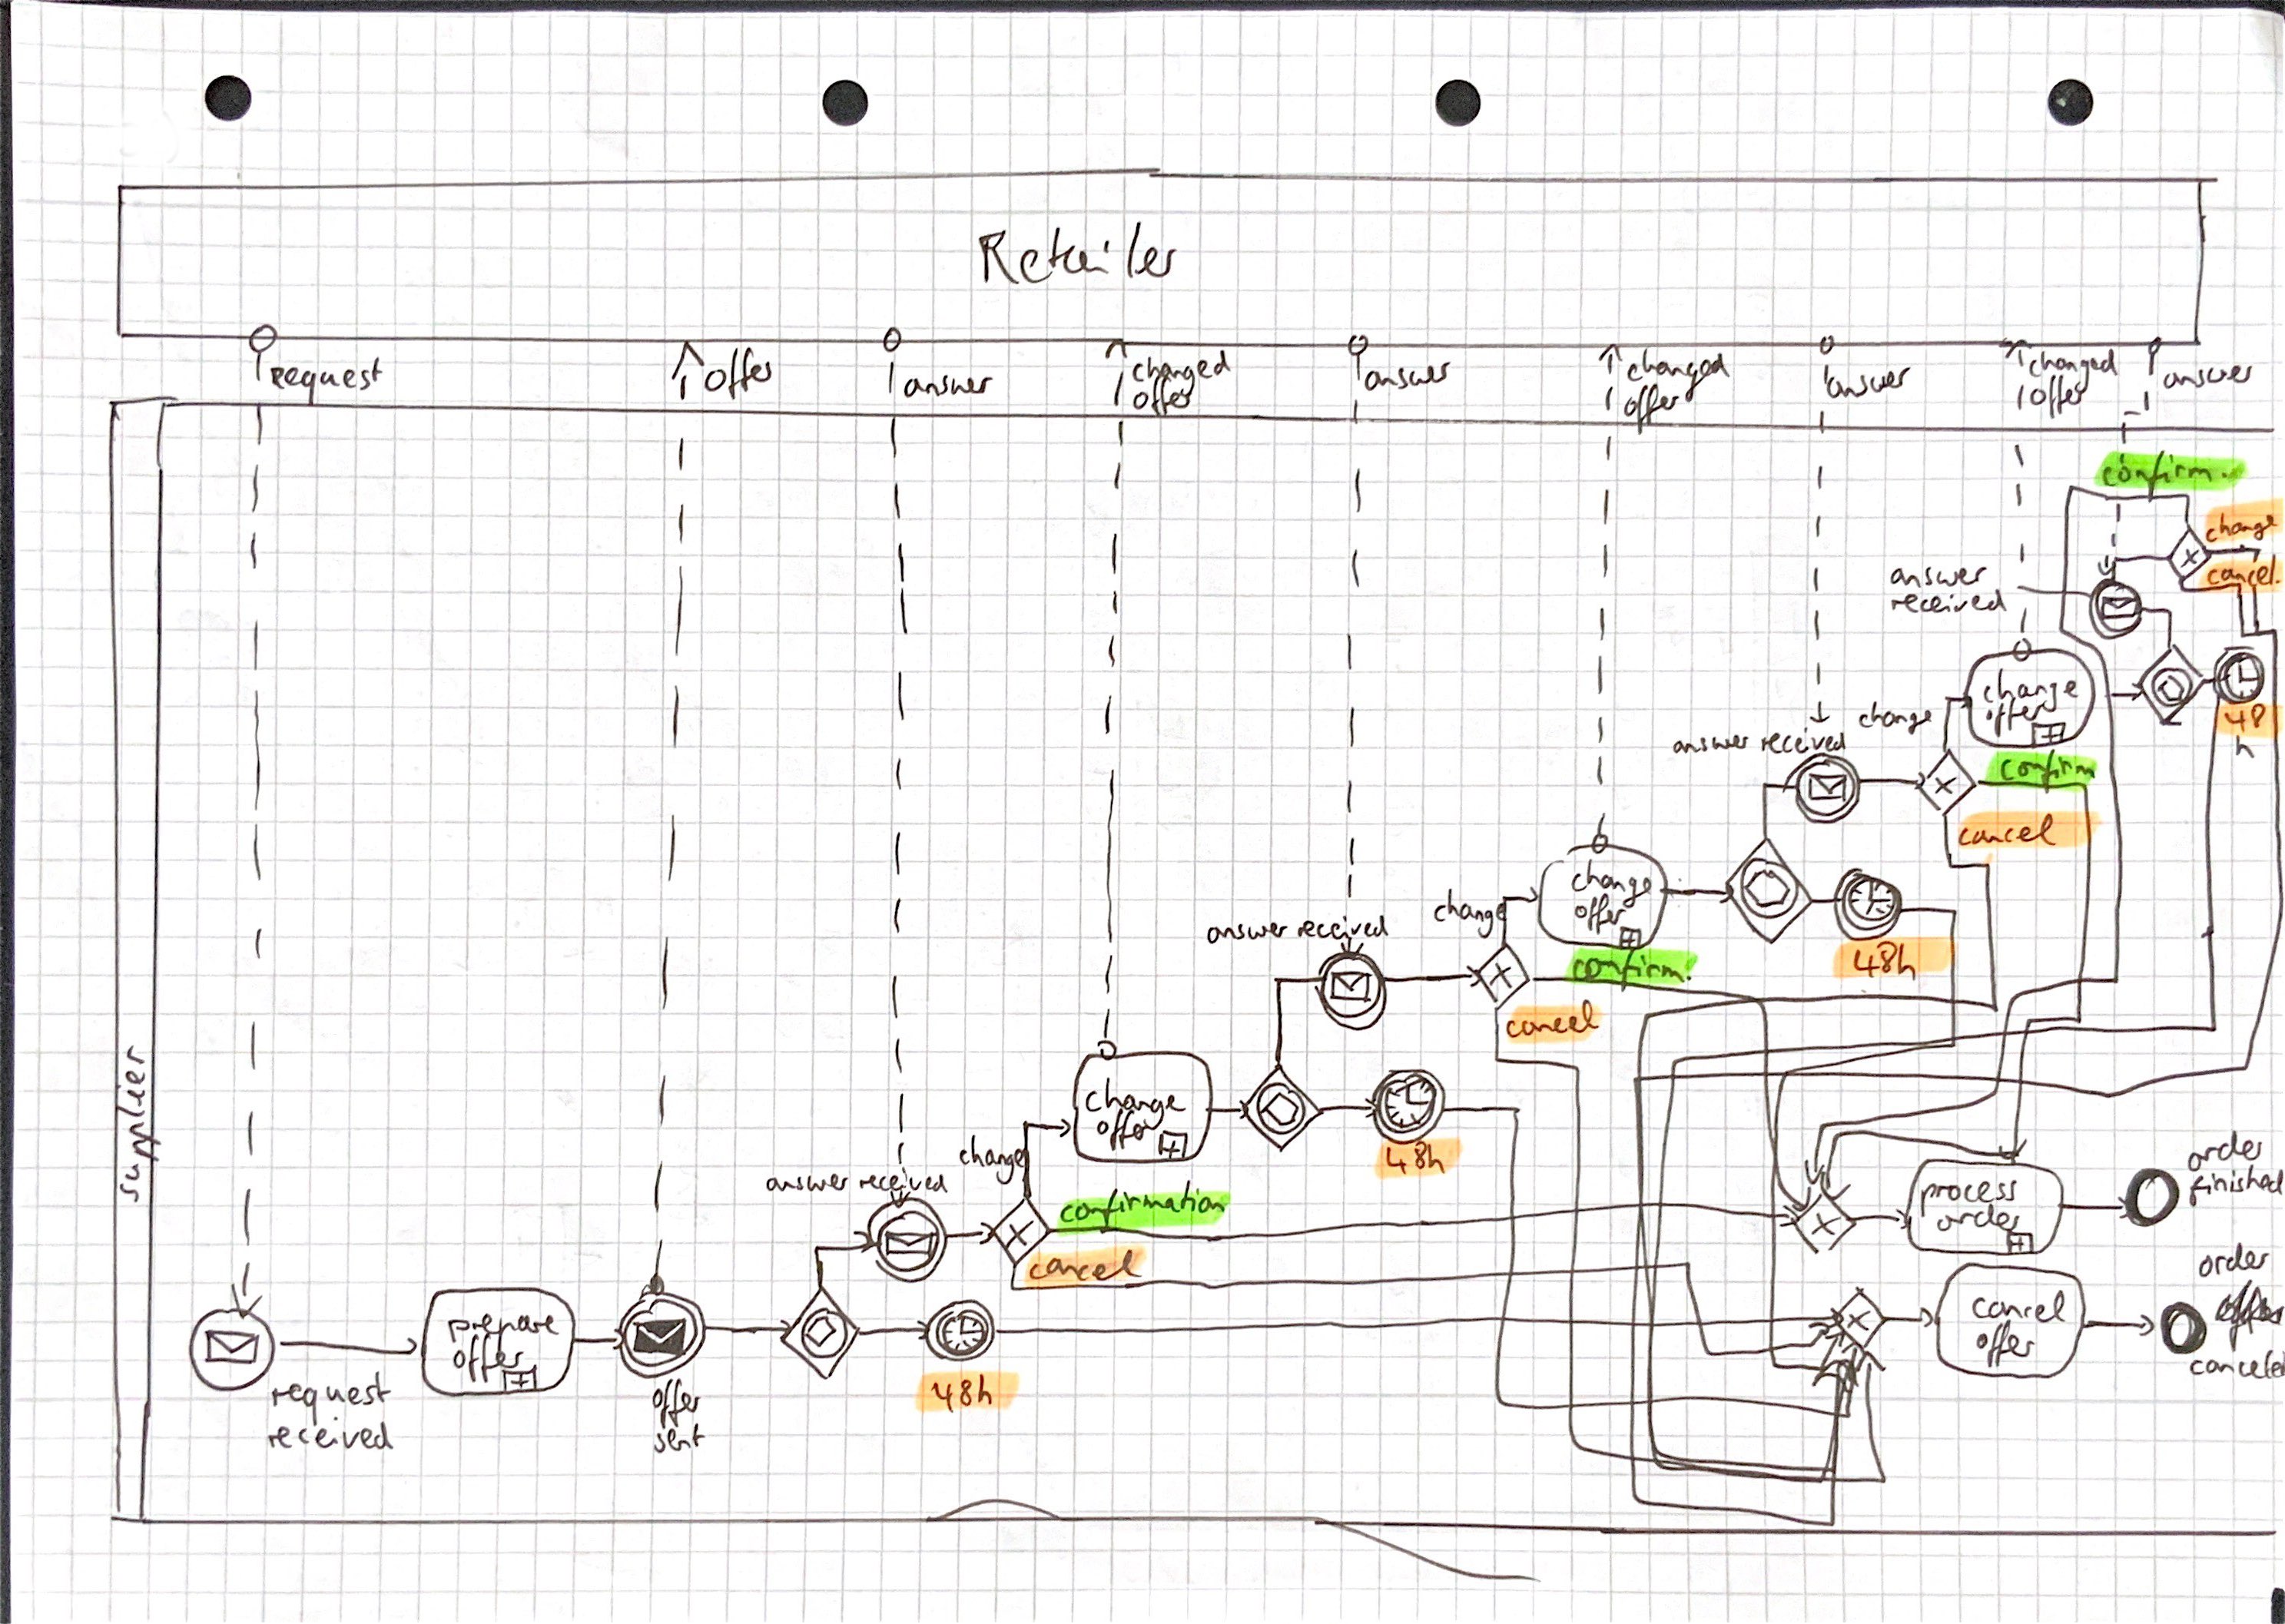 Retailer
request
offer
answer
changed
offer
answer
changed
offer
answer
changed
offer
answer
supplier
confirm.
change
cancel.
answer
received
48
h
change
offer
change
answer received
confirm
cancel
change
offer
change
answer received
48h
confirm.
cancel
change
offer
change
answer received
48h
confirmation
cancel
process
order
order
finished
request
received
prepare
offer
offer
sent
48h
cancel
offer
order
canceled